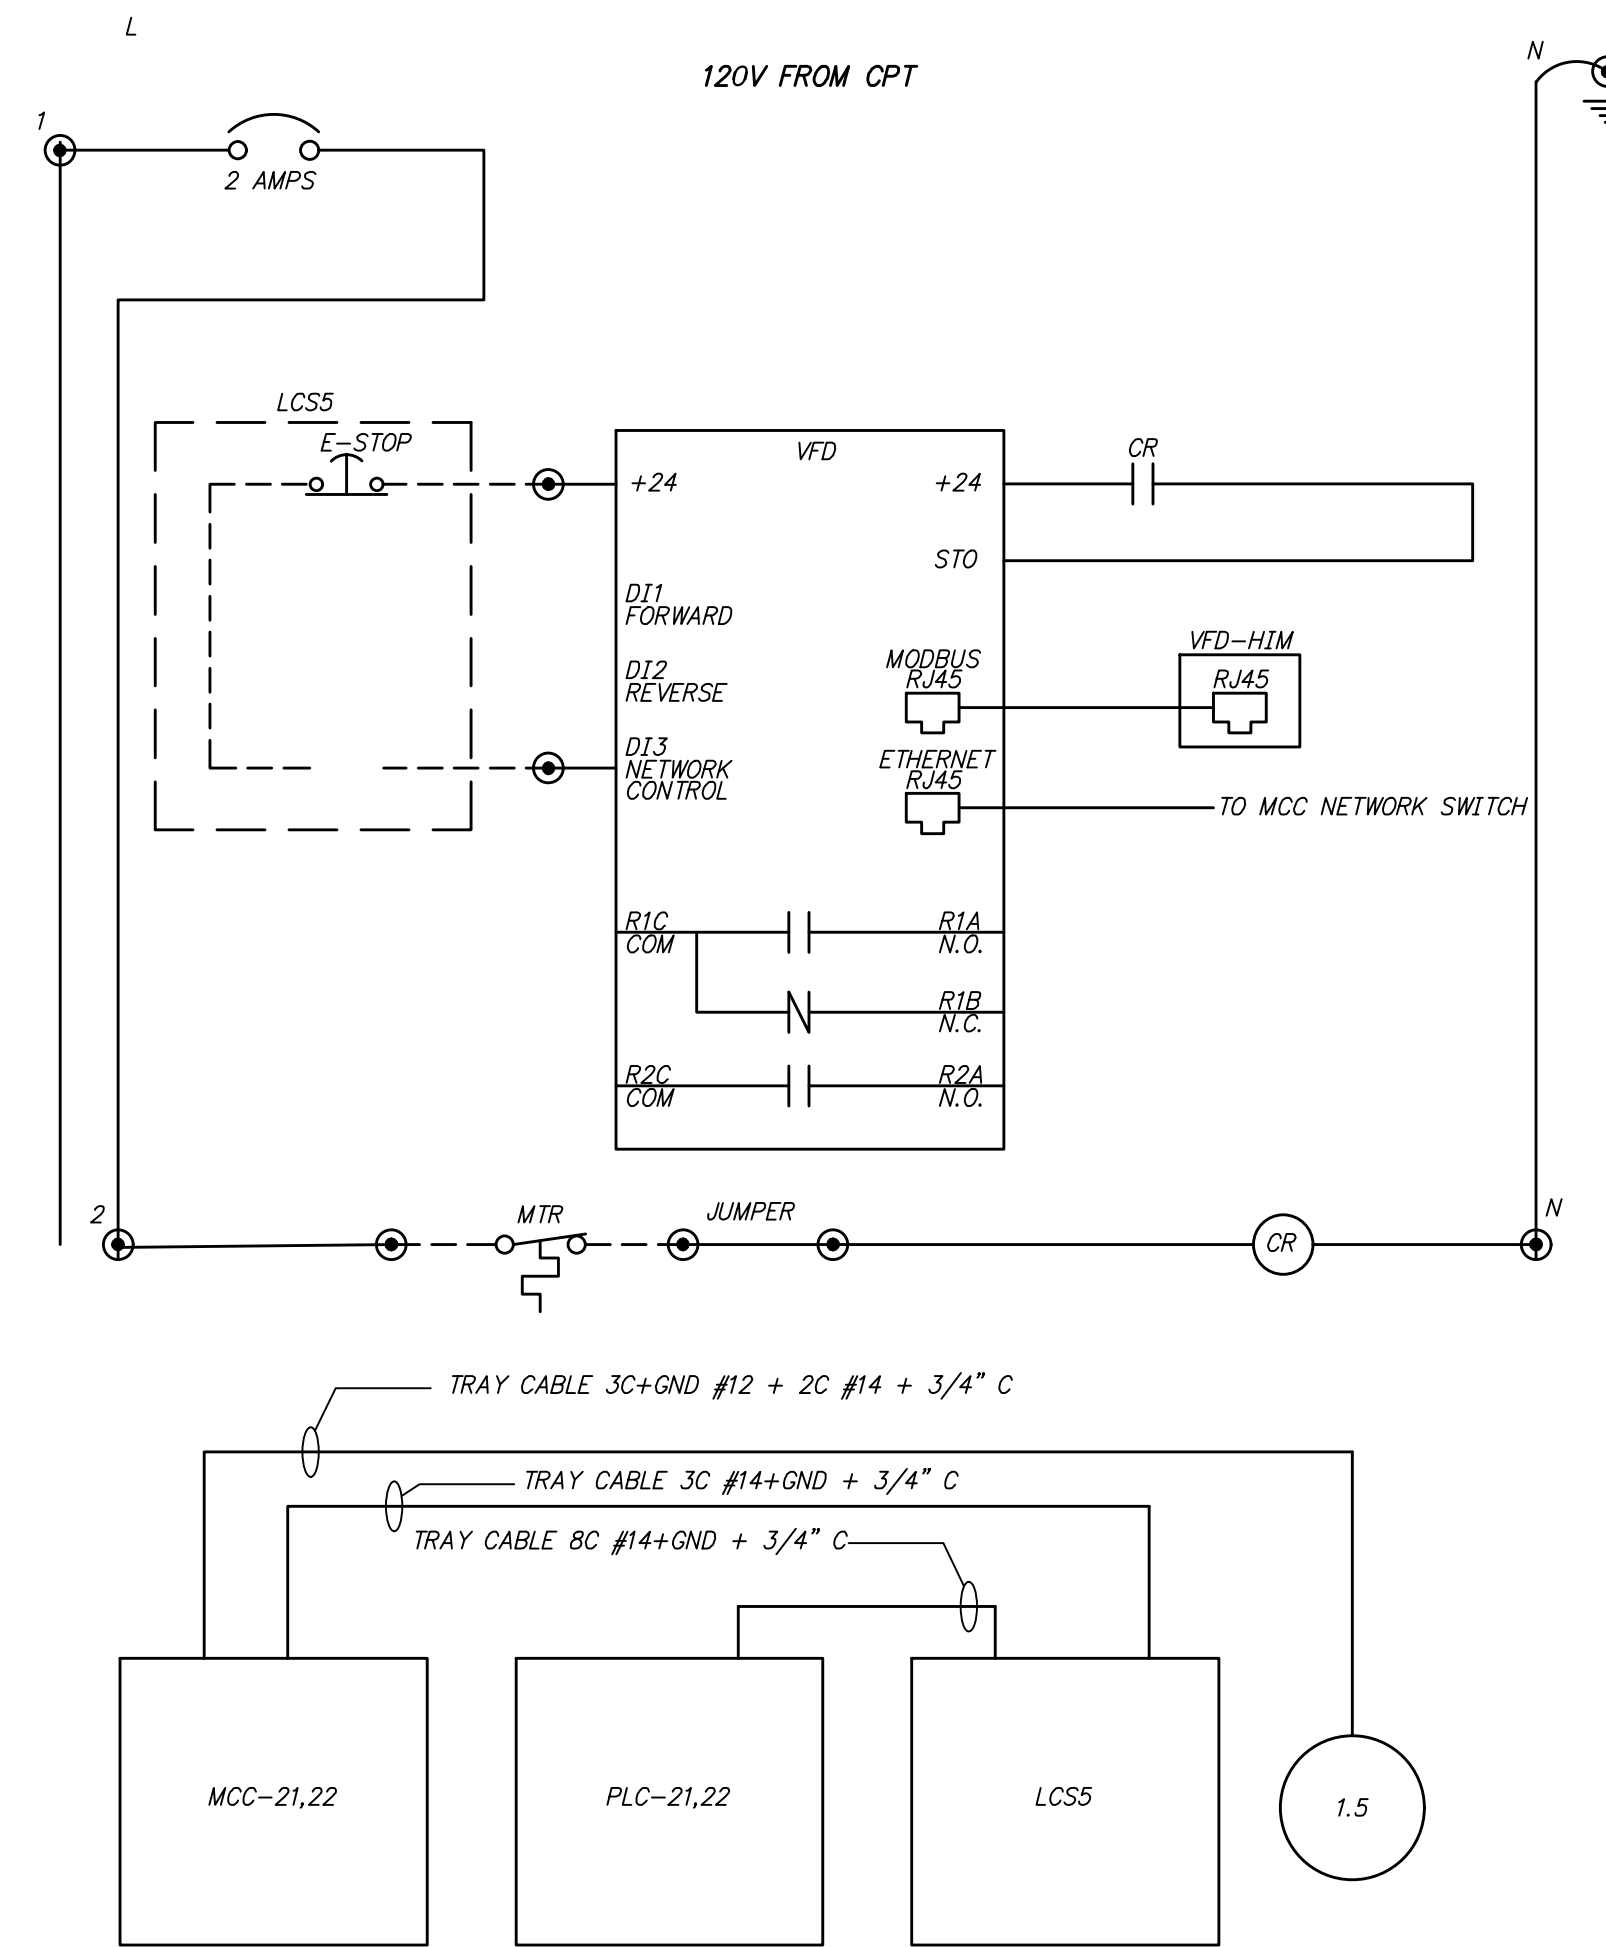 L
N
120V FROM CPT
1
2 AMPS
LCS5
E-STOP
VFD
CR
+24
+24
STO
DI1
FORWARD
VFD-HIM
MODBUS
RJ45
RJ45
DI2
REVERSE
DI3
NETWORK
CONTROL
ETHERNET
RJ45
TO MCC NETWORK SWITCH
R1C
COM
R1A
N.O.
R1B
N.C.
R2C
COM
R2A
N.O.
2
MTR
JUMPER
CR
N
TRAY CABLE 3C+GND #12 + 2C #14 + 3/4" C
TRAY CABLE 3C #14+GND + 3/4" C
TRAY CABLE 8C #14+GND + 3/4" C
MCC-21,22
PLC-21,22
LCS5
1.5